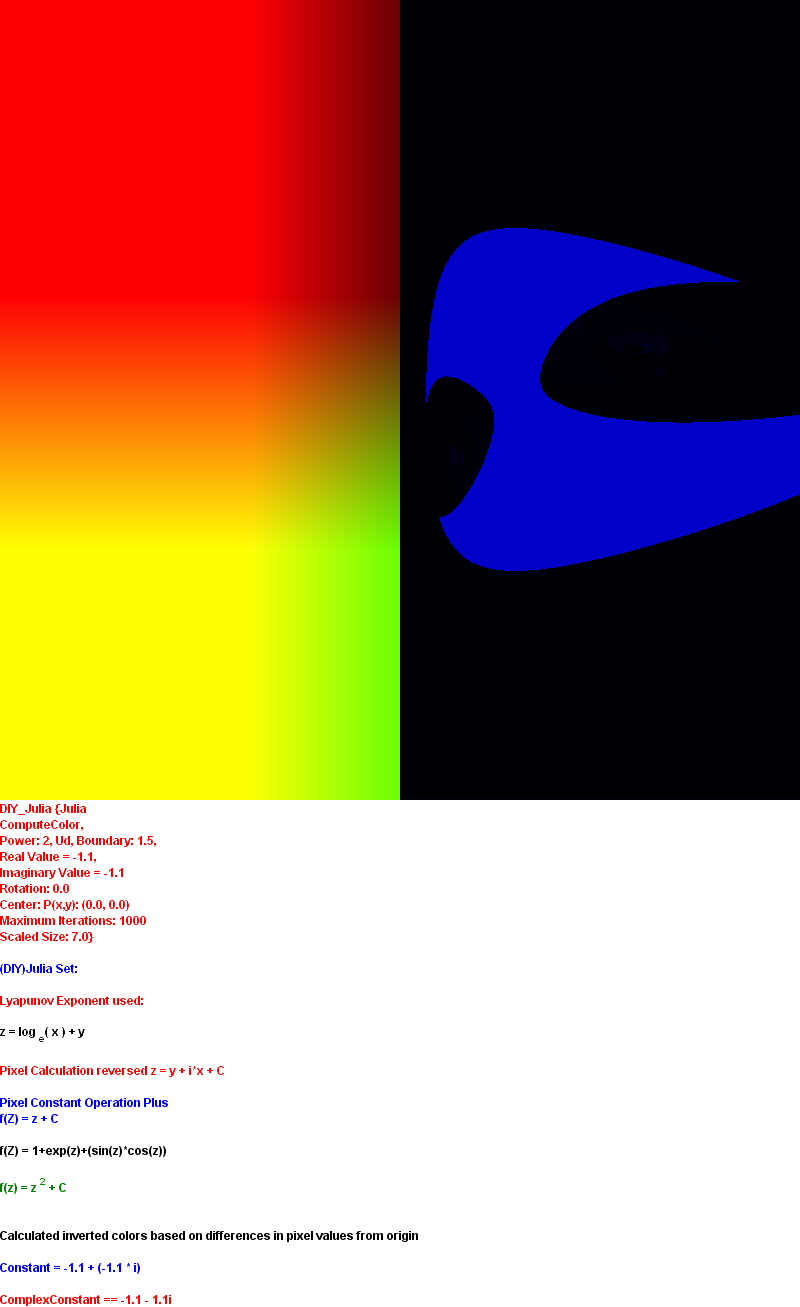 DIY_Julia {Julia
ComputeColor,
Power: 2, Ud, Boundary: 1.5,
Real Value = -1.1,
Imaginary Value = -1.1
Rotation: 0.0
Center: P(x,y): (0.0, 0.0)
Maximum Iterations: 1000
Scaled Size: 7.0}
(DIY)Julia Set:
Lyapunov Exponent used:
z = log e( x ) + y
Pixel Calculation reversed z = y + i*x + C
Pixel Constant Operation Plus
f(Z) = z + C
f(Z) = 1+exp(z)+(sin(z)*cos(z))
f(z) = z 2 + C
Calculated inverted colors based on differences in pixel values from origin
Constant = -1.1 + (-1.1 * i)
ComplexConstant == -1.1 - 1.1i